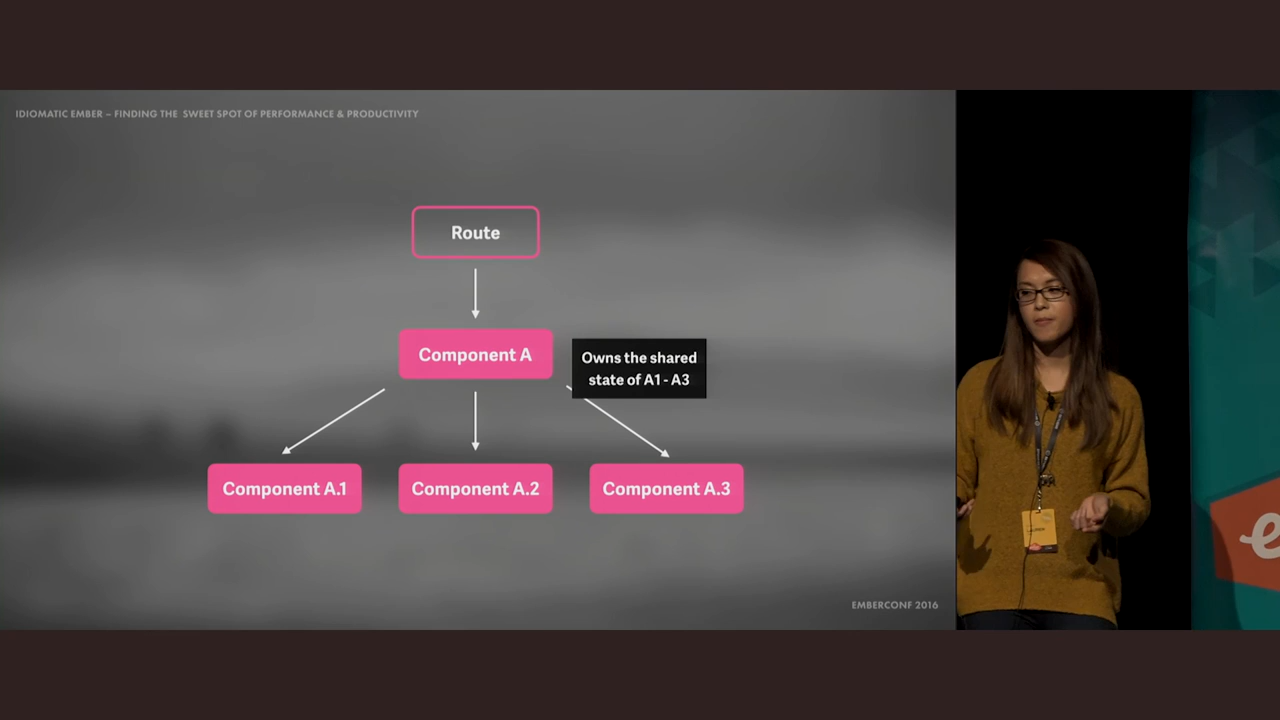 IDIOMATIC EMBER – FINDING THE SWEET SPOT OF PERFORMANCE & PRODUCTIVITY
Route
Component A
Owns the shared
state of A1 - A3
Component A.1
Component A.2
Component A.3
EMBERCONF 2016
e